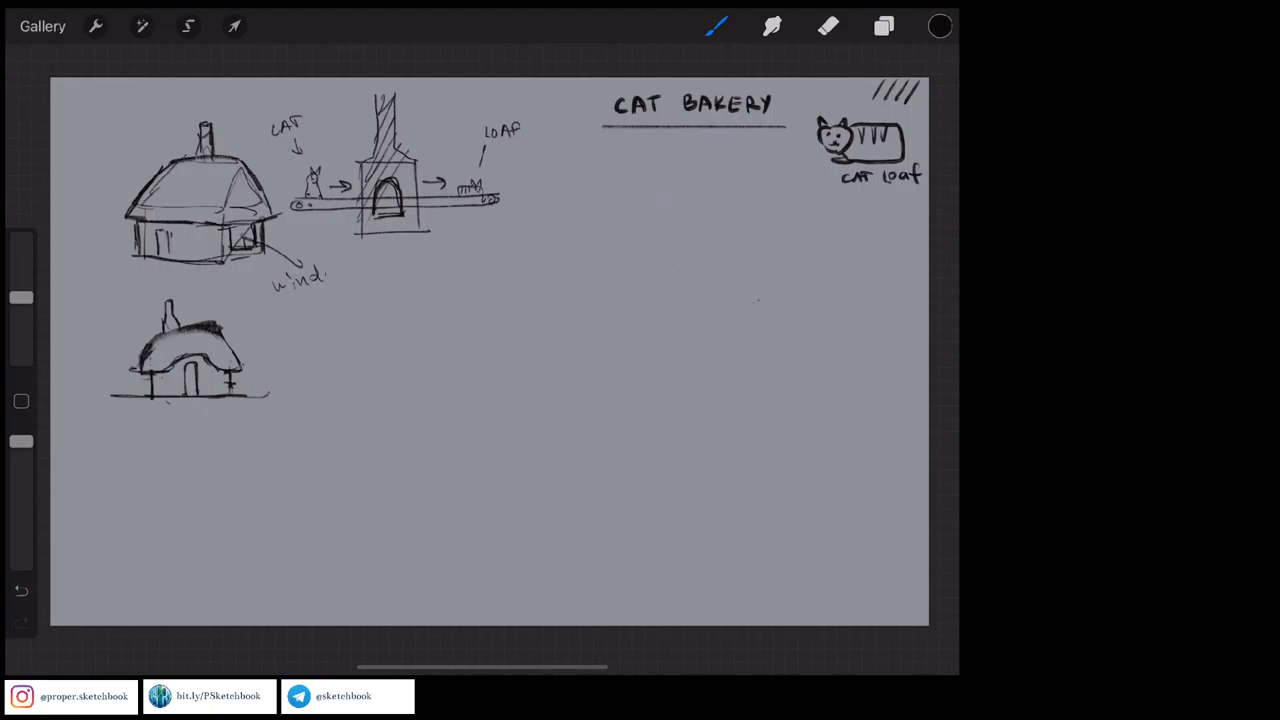 Gallery
CAT BAKERY
CAT
LOAF
CAT LOAF
wind.
@proper.sketchbook
bit.ly/PSketchbook
@sketchbook